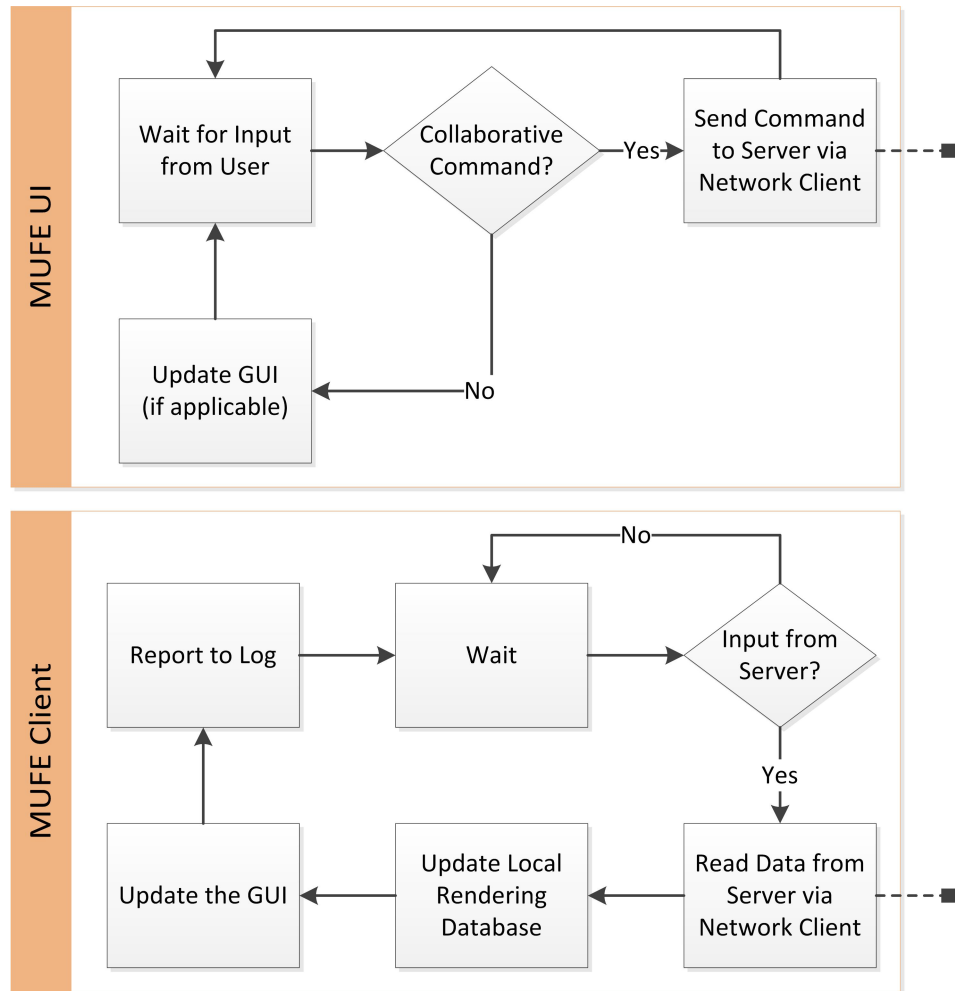 MUFE UI
Wait for Input
from User
Collaborative
Command?
Yes
Send Command
to Server via
Network Client
No
Update GUI
(if applicable)
MUFE Client
No
Report to Log
Wait
Input from
Server?
Yes
Update the GUI
Update Local
Rendering
Database
Read Data from
Server via
Network Client